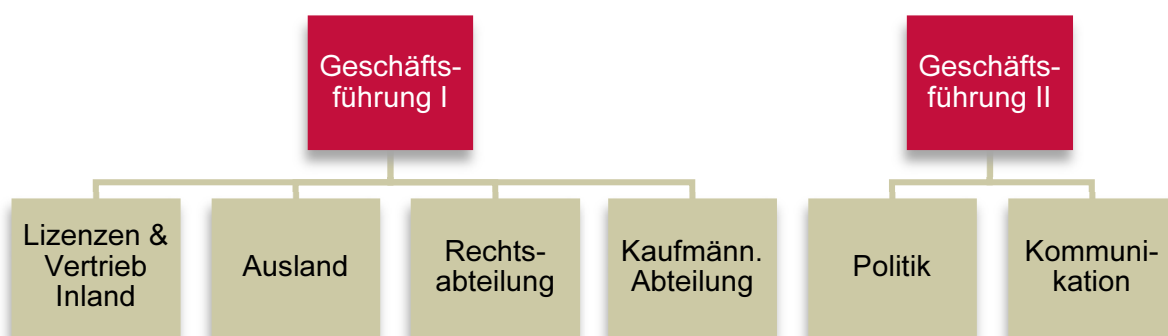 Geschäfts-
führung I
Geschäfts-
führung II
Lizenzen &
Vertrieb
Inland
Ausland
Rechts-
abteilung
Kaufmänn.
Abteilung
Politik
Kommuni-
kation